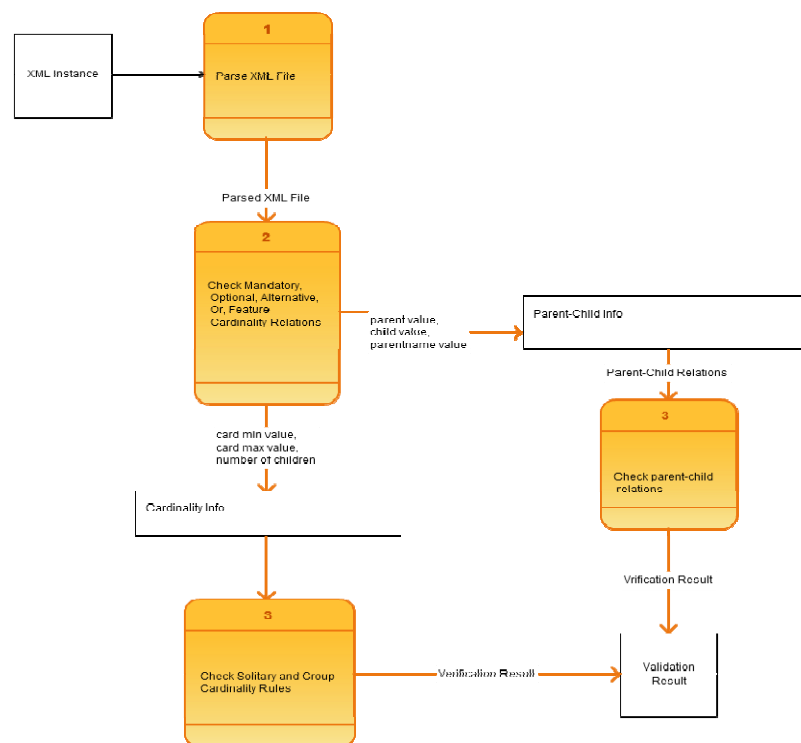 1
XML Instance
Parse XML File
Parsed XML File
2
Check Mandatory,
Optional, Alternative,
Or, Feature
Cardinality Relations
parent value,
child value,
parentname value
Parent-Child Info
Parent-Child Relations
3
Check parent-child
relations
card min value,
card max value,
number of children
Cardinality Info
Vrification Result
3
Check Solitary and Group
Cardinality Rules
Verification Result
Validation
Result